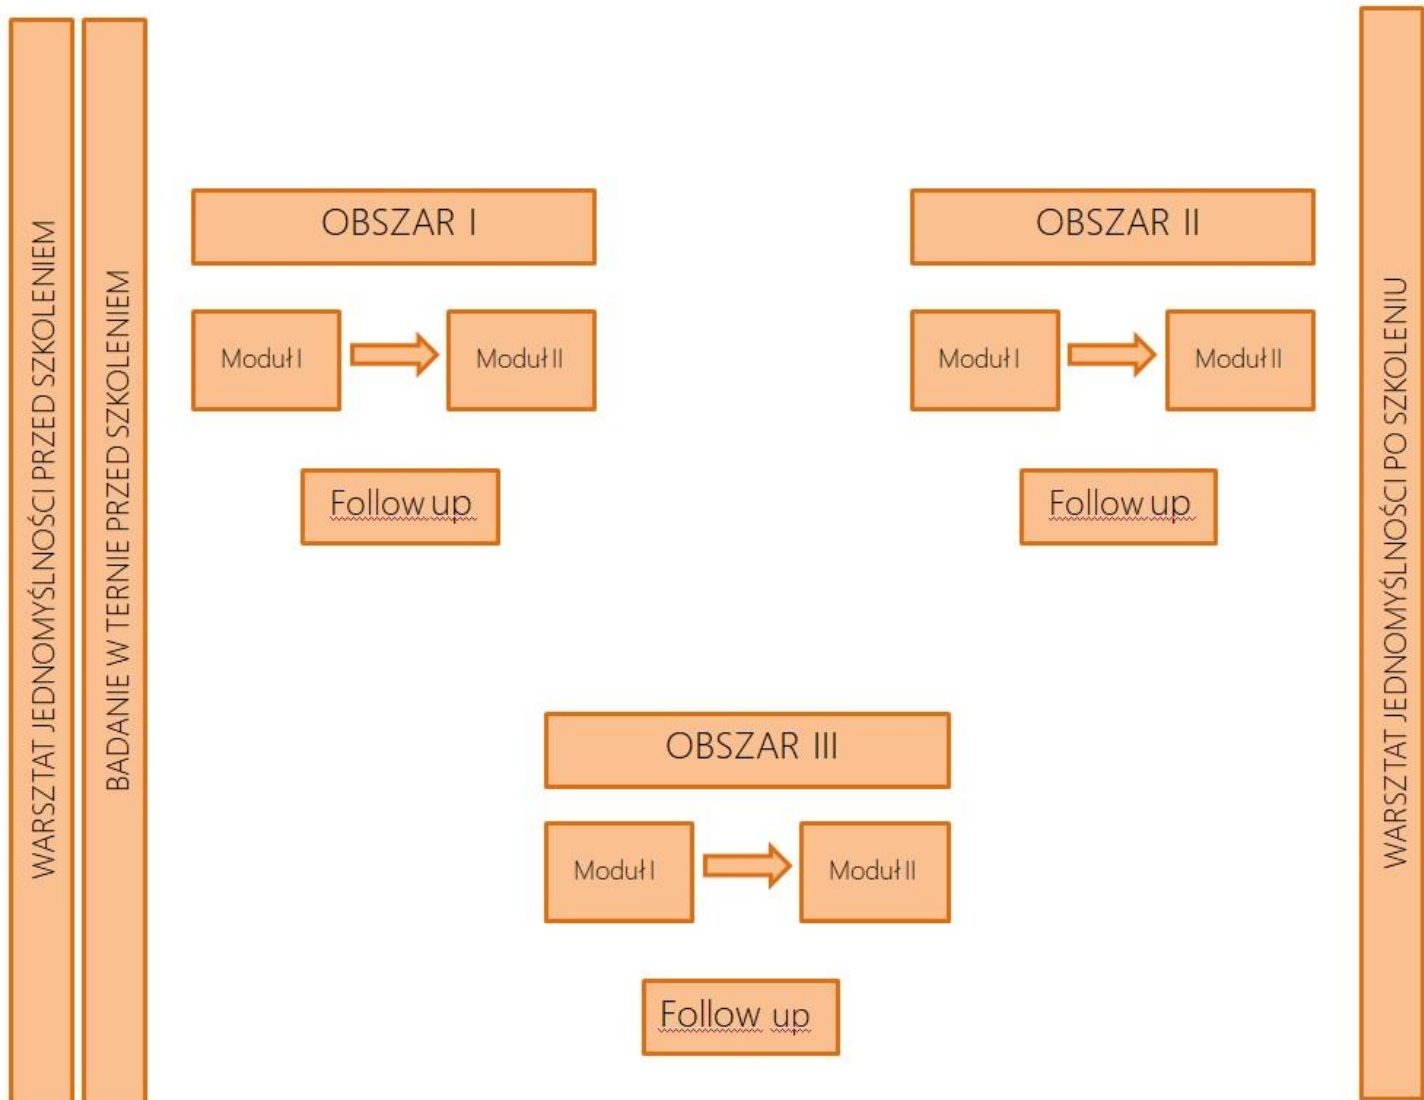 WARSZTAT JEDNOMYŚLNOŚCI PRZED SZKOLENIEM
BADANIE W TERNIE PRZED SZKOLENIEM
OBSZAR I
Moduł I
Moduł II
Follow up
OBSZAR II
Moduł I
Moduł II
Follow up
OBSZAR III
Moduł I
Moduł II
Follow up
WARSZTAT JEDNOMYŚLNOŚCI PO SZKOLENIU